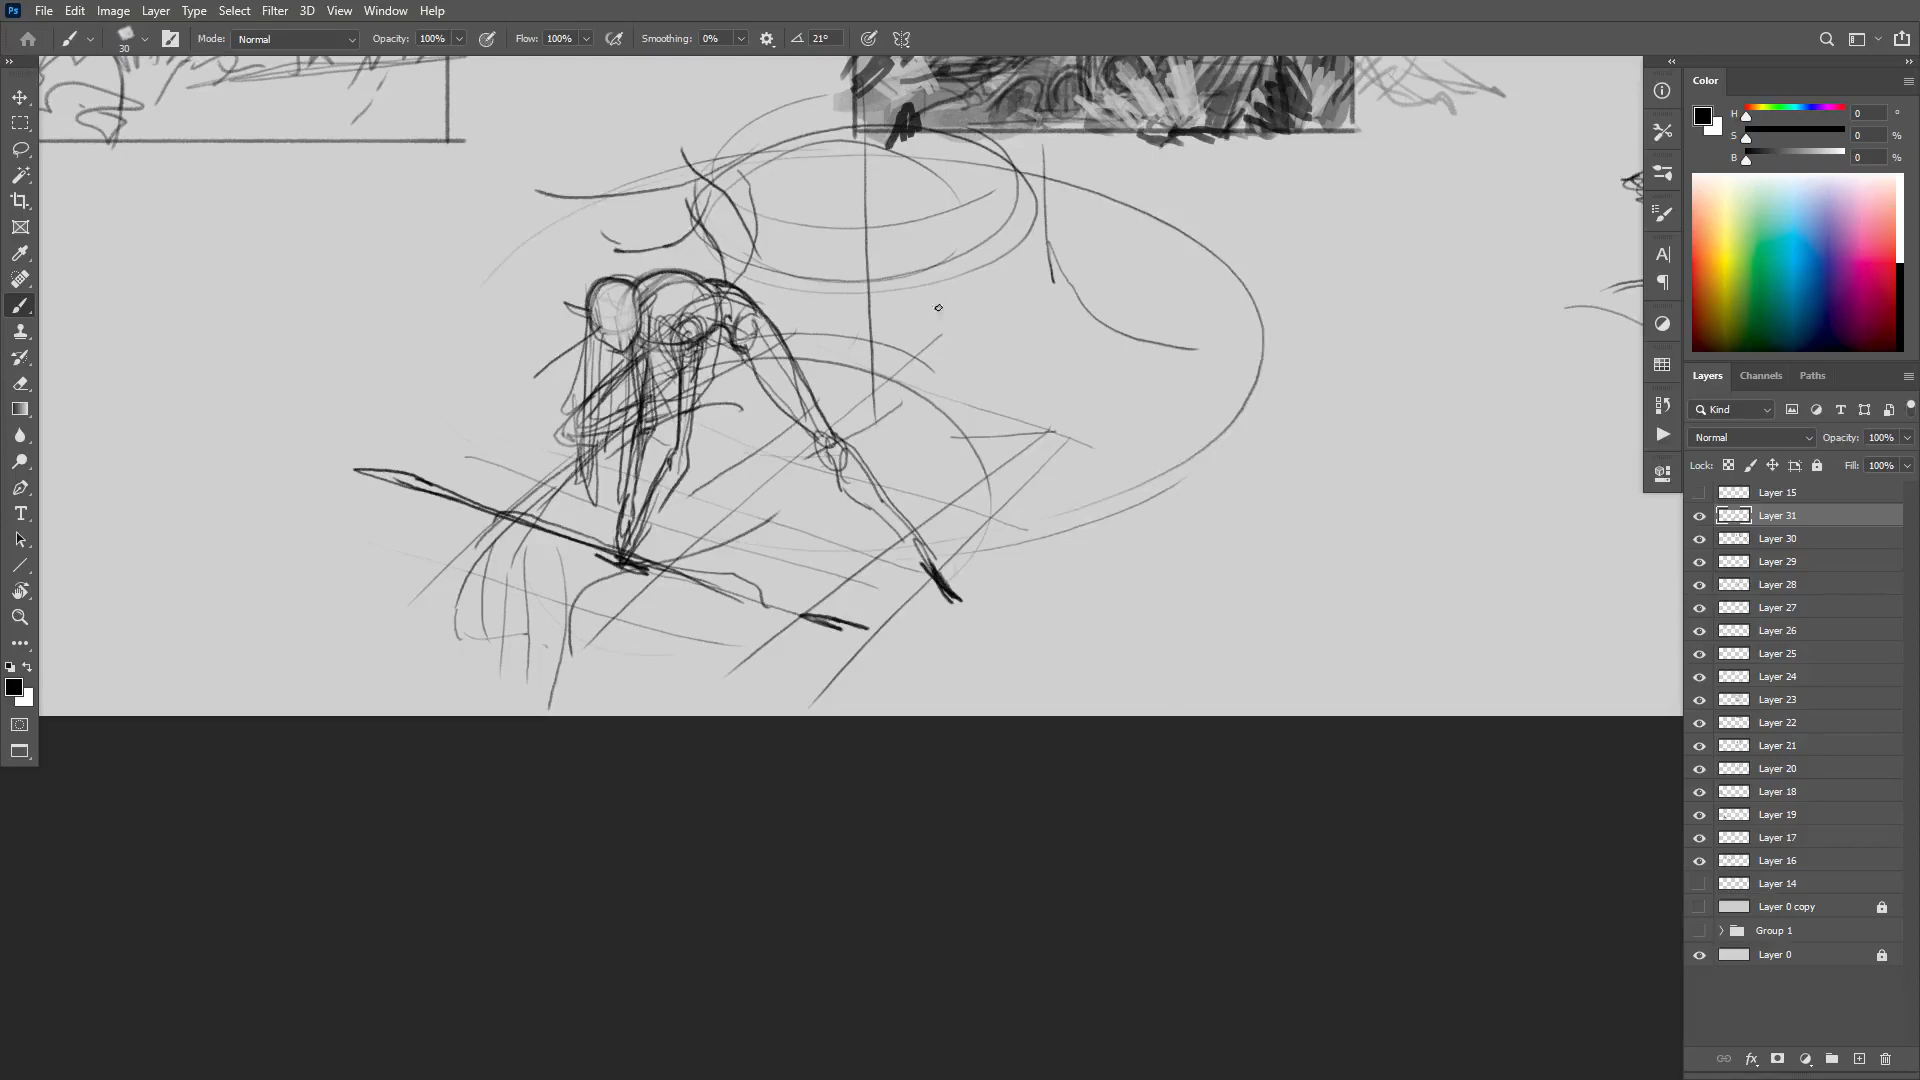 Ps File Edit Image Layer Type Select Filter 3D View Window Help
30 Mode: Normal Opacity: 100% Flow: 100% Smoothing: 0% 21°
Color
H 0 °
S 0 %
B 0 %
Layers Channels Paths
Kind
Normal Opacity: 100%
Lock: Fill: 100%
Layer 15
Layer 31
Layer 30
Layer 29
Layer 28
Layer 27
Layer 26
Layer 25
Layer 24
Layer 23
Layer 22
Layer 21
Layer 20
Layer 18
Layer 19
Layer 17
Layer 16
Layer 14
Layer 0 copy
Group 1
Layer 0